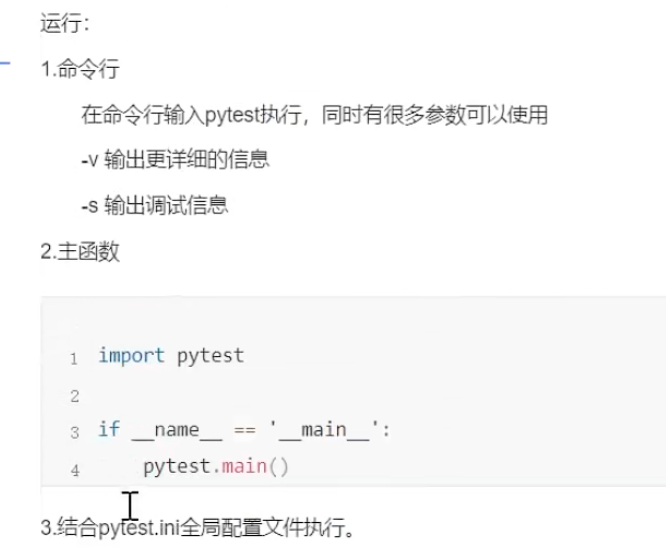 运行：
1.命令行
在命令行输入pytest执行，同时有很多参数可以使用
-v 输出更详细的信息
-s 输出调试信息
2.主函数
1 import pytest
2
3 if __name__ == '__main__':
4     pytest.main()
3.结合pytest.ini全局配置文件执行。